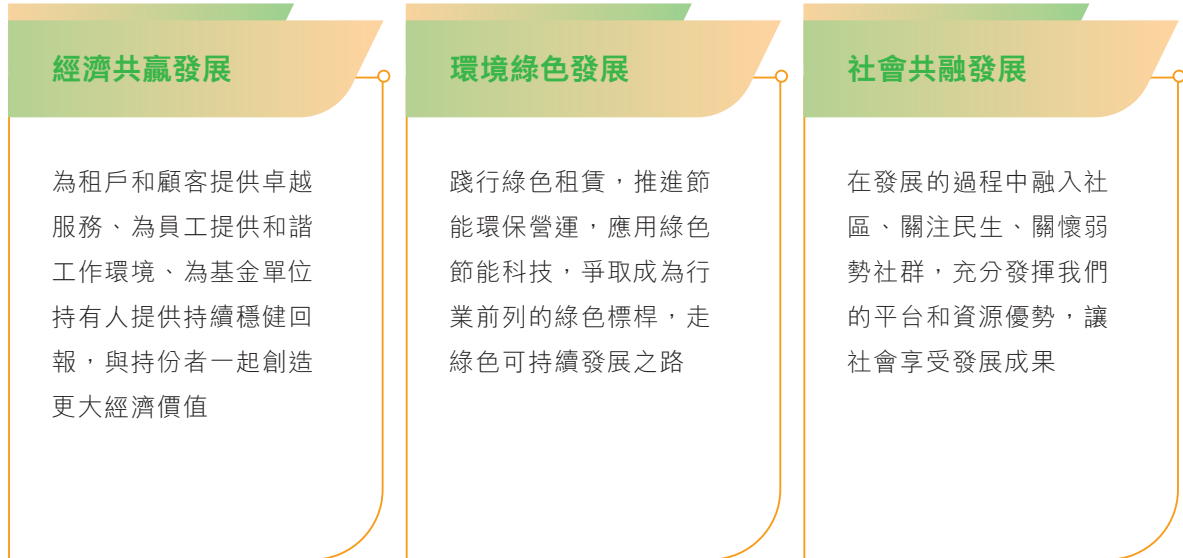 經濟共贏發展
為租戶和顧客提供卓越
服務、為員工提供和諧
工作環境、為基金單位
持有人提供持續穩健回
報，與持份者一起創造
更大經濟價值
環境綠色發展
踐行綠色租賃，推進節
能環保營運，應用綠色
節能科技，爭取成為行
業前列的綠色標桿，走
綠色可持續發展之路
社會共融發展
在發展的過程中融入社
區、關注民生、關懷弱
勢社群，充分發揮我們
的平台和資源優勢，讓
社會享受發展成果